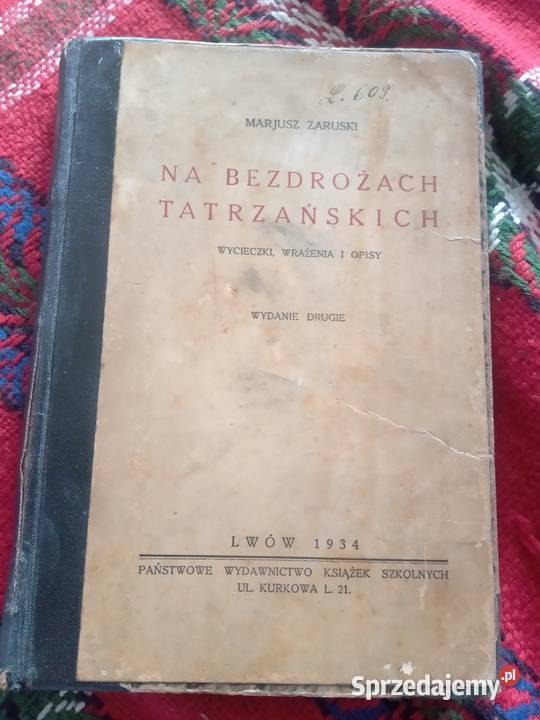 L. 609.
MARJUSZ ZARUSKI
NA BEZDROŻACH
TATRZAŃSKICH
WYCIECZKI, WRAŻENIA I OPISY
WYDANIE DRUGIE
LWÓW 1934
PAŃSTWOWE WYDAWNICTWO KSIĄŻEK SZKOLNYCH
UL. KURKOWA L. 21.
Sprzedajemy.pl